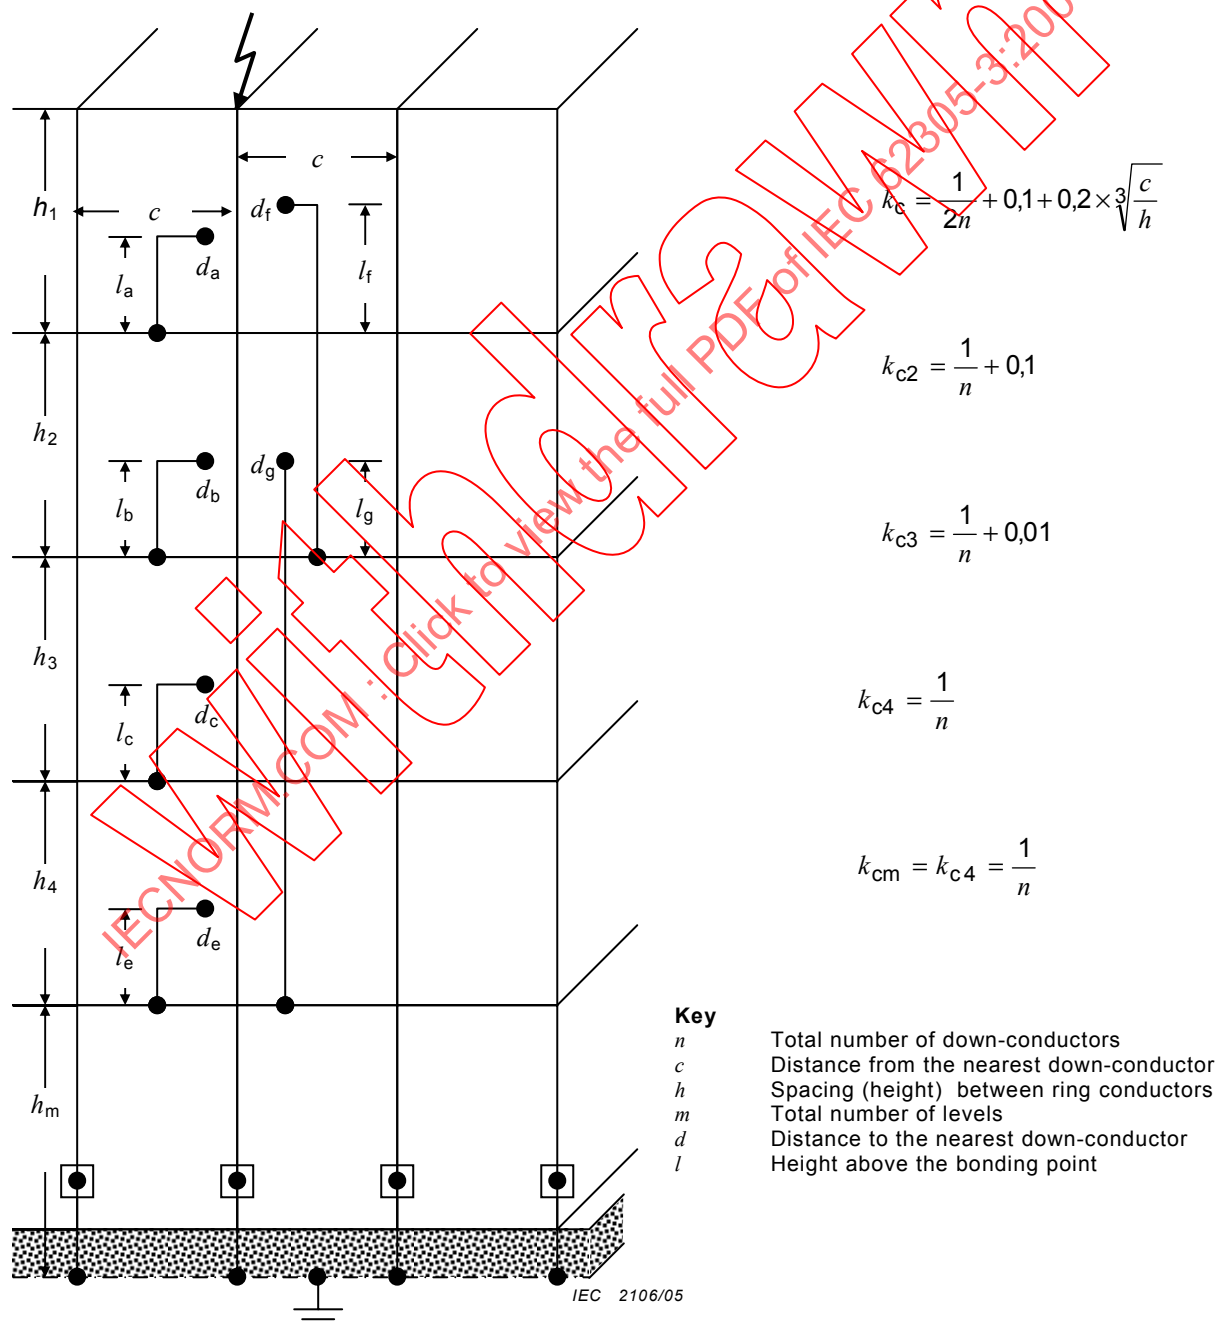 c
h1
c
df
da
la
lf
kc = 1/2n + 0,1 + 0,2 × ∛c/h
h2
kc2 = 1/n + 0,1
db
dg
lb
lg
kc3 = 1/n + 0,01
h3
dc
lc
kc4 = 1/n
h4
de
le
kcm = kc4 = 1/n
hm
Key
n Total number of down-conductors
c Distance from the nearest down-conductor
h Spacing (height) between ring conductors
m Total number of levels
d Distance to the nearest down-conductor
l Height above the bonding point
IEC 2106/05
Withdrawn
IECNORM.COM : Click to view the full PDF of IEC 62305-3:200